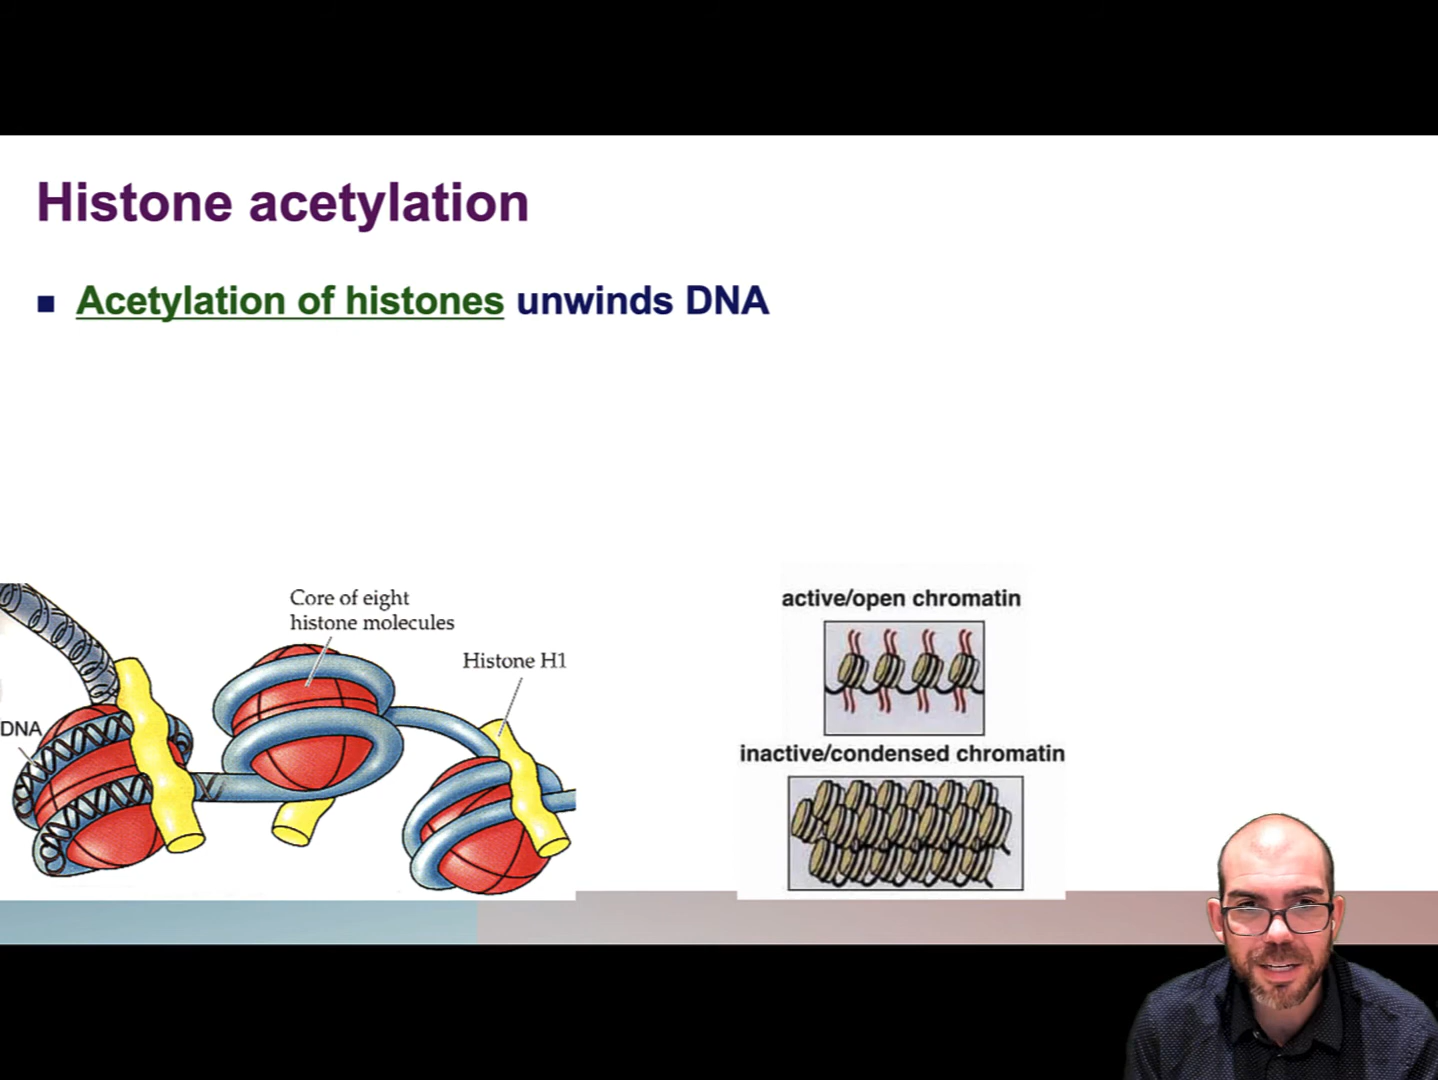 Histone acetylation
Acetylation of histones unwinds DNA
Core of eight
histone molecules
Histone H1
DNA
active/open chromatin
inactive/condensed chromatin